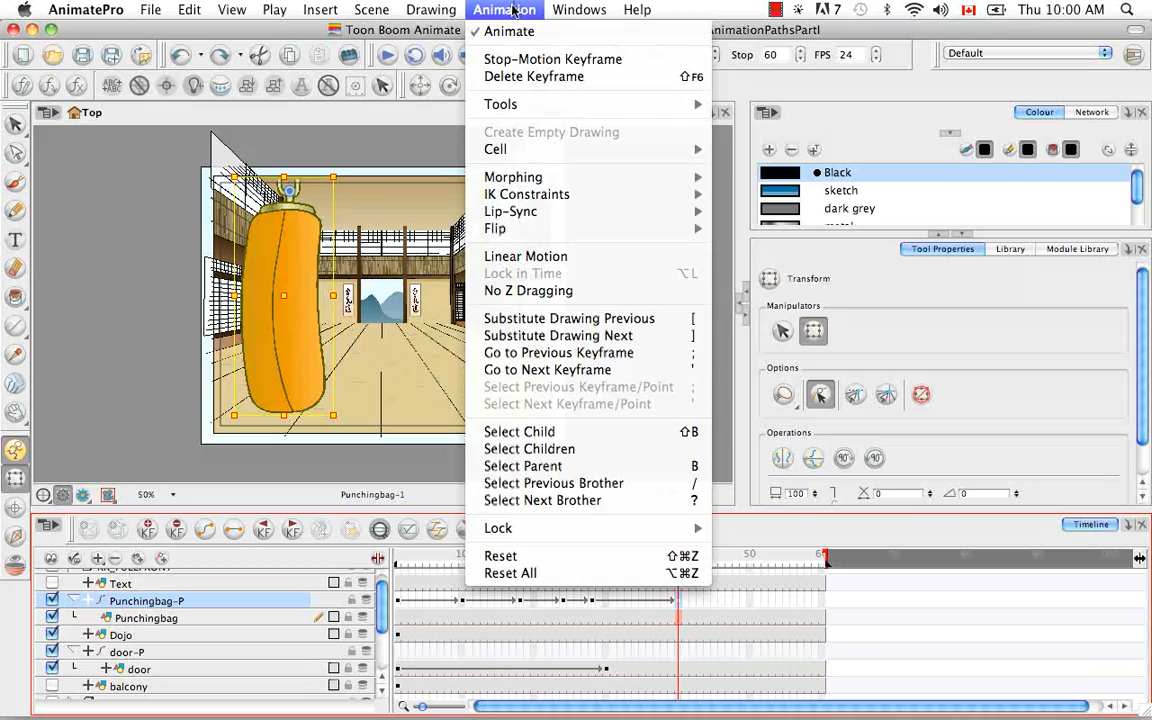 AnimatePro File Edit View Play Insert Scene Drawing Animation Windows Help 7 Thu 10:00 AM
Toon Boom Animate
AnimationPathsPartI
Stop 60 FPS 24
Default
Top
Animate
Stop-Motion Keyframe
Delete Keyframe ⇧F6
Tools
Create Empty Drawing
Cell
Morphing
IK Constraints
Lip-Sync
Flip
Linear Motion
Lock in Time ⌥L
No Z Dragging
Substitute Drawing Previous [
Substitute Drawing Next ]
Go to Previous Keyframe ;
Go to Next Keyframe '
Select Previous Keyframe/Point ;
Select Next Keyframe/Point '
Select Child ⇧B
Select Children
Select Parent B
Select Previous Brother /
Select Next Brother ?
Lock
Reset ⇧⌘Z
Reset All ⌥⌘Z
Colour Network
Black
sketch
dark grey
Tool Properties Library Module Library
Transform
Manipulators
Options
Operations
100 X 0 0
50% Punchingbag-1
Timeline
50
Text
Punchingbag-P
Punchingbag
Dojo
door-P
door
balcony